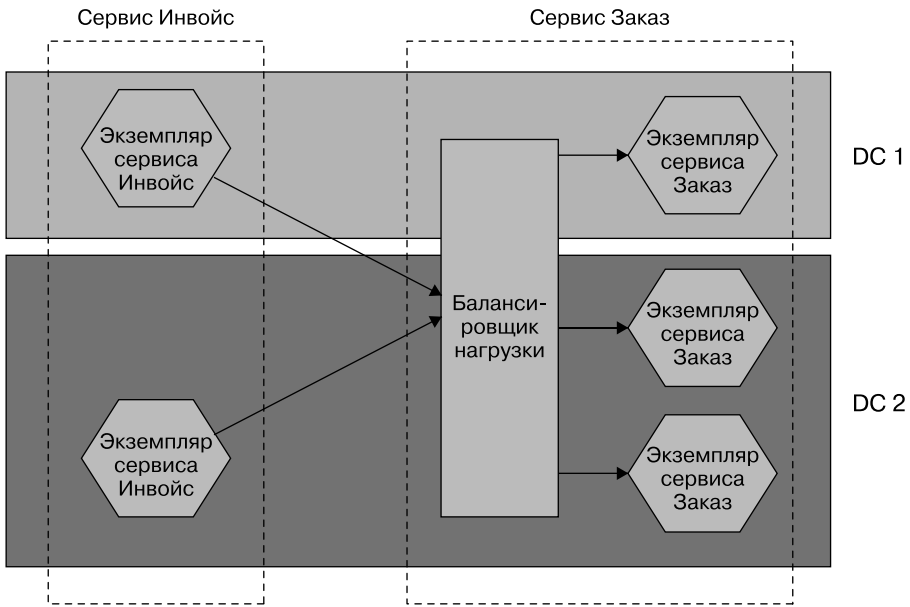 Сервис Инвойс
Сервис Заказ
Экземпляр
сервиса
Инвойс
Экземпляр
сервиса
Заказ
DC 1
Баланси-
ровщик
нагрузки
Экземпляр
сервиса
Заказ
DC 2
Экземпляр
сервиса
Инвойс
Экземпляр
сервиса
Заказ